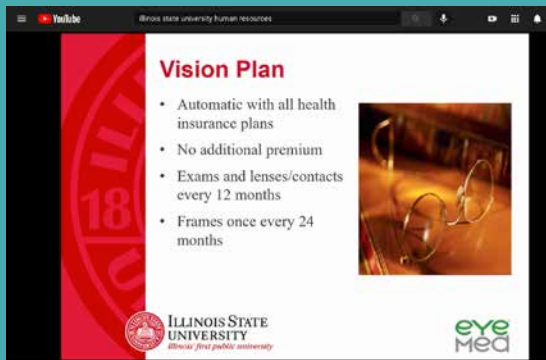 YouTube
illinois state university human resources
Vision Plan
• Automatic with all health
insurance plans
• No additional premium
• Exams and lenses/contacts
every 12 months
• Frames once every 24
months
18
ILLINOIS STATE
UNIVERSITY
Illinois' first public university
eye
Med